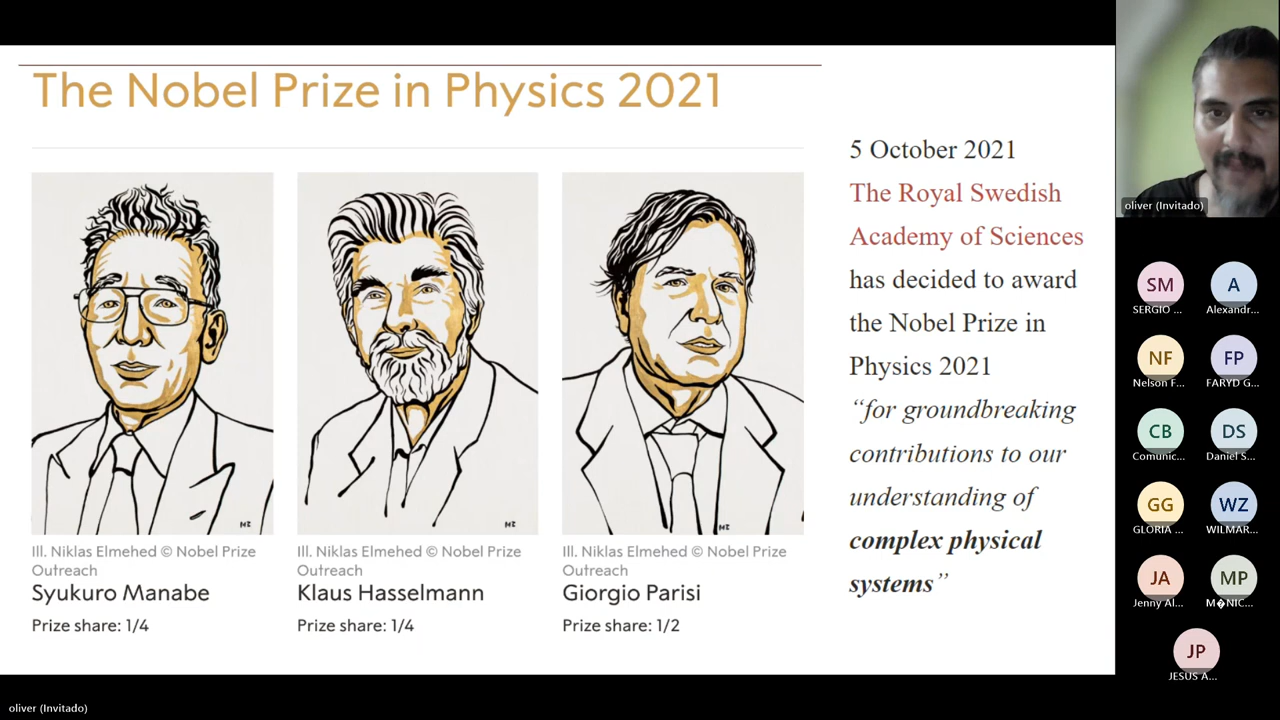 The Nobel Prize in Physics 2021
Ill. Niklas Elmehed © Nobel Prize
Outreach
Syukuro Manabe
Prize share: 1/4
Ill. Niklas Elmehed © Nobel Prize
Outreach
Klaus Hasselmann
Prize share: 1/4
Ill. Niklas Elmehed © Nobel Prize
Outreach
Giorgio Parisi
Prize share: 1/2
5 October 2021
The Royal Swedish
Academy of Sciences
has decided to award
the Nobel Prize in
Physics 2021
“for groundbreaking
contributions to our
understanding of
complex physical
systems”
oliver (Invitado)
SM
SERGIO ...
A
Alexandr...
NF
Nelson F...
FP
FARYD G...
CB
Comunic...
DS
Daniel S...
GG
GLORIA ...
WZ
WILMAR...
JA
Jenny Al...
MP
M�NIC...
JP
JESUS A...
oliver (Invitado)